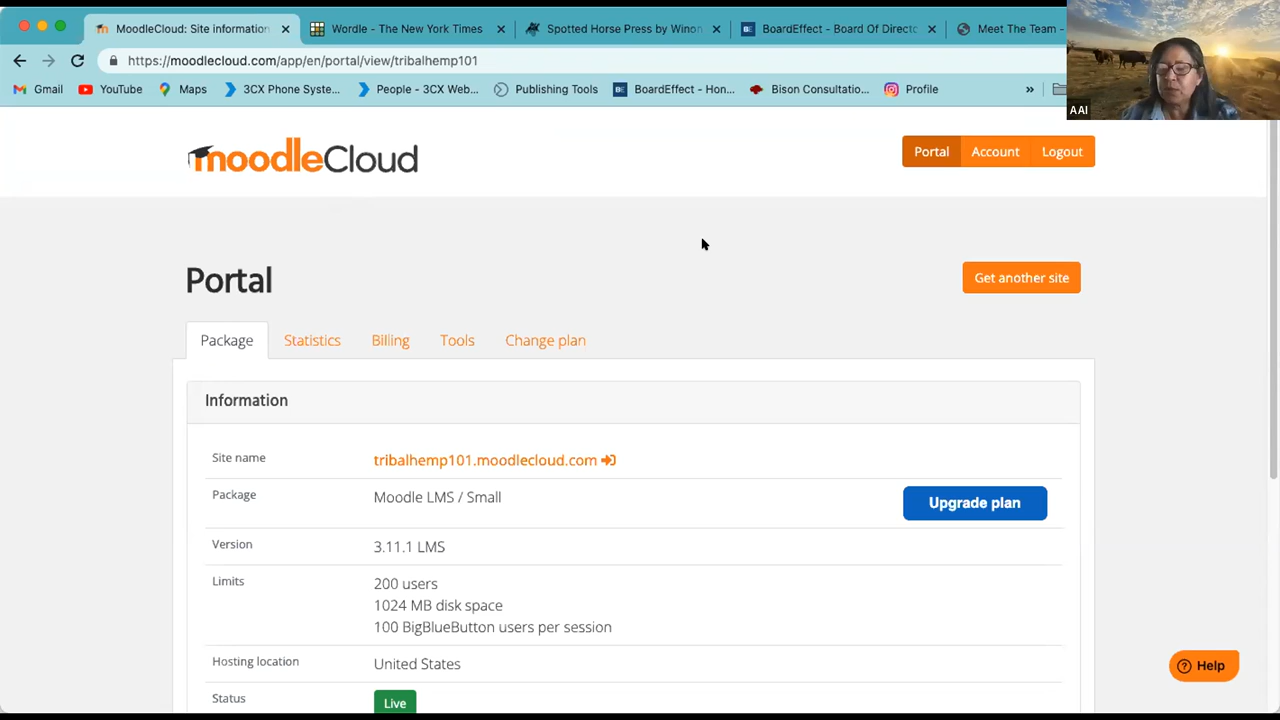 MoodleCloud: Site information
Wordle - The New York Times
Spotted Horse Press by Winon
BoardEffect - Board Of Directo
Meet The Team -
https://moodlecloud.com/app/en/portal/view/tribalhemp101
Gmail
YouTube
Maps
3CX Phone Syste...
People - 3CX Web...
Publishing Tools
BoardEffect - Hon...
Bison Consultatio...
Profile
»
AAI
moodleCloud
Portal
Account
Logout
Portal
Get another site
Package
Statistics
Billing
Tools
Change plan
Information
Site name
tribalhemp101.moodlecloud.com
Package
Moodle LMS / Small
Upgrade plan
Version
3.11.1 LMS
Limits
200 users
1024 MB disk space
100 BigBlueButton users per session
Hosting location
United States
Help
Status
Live